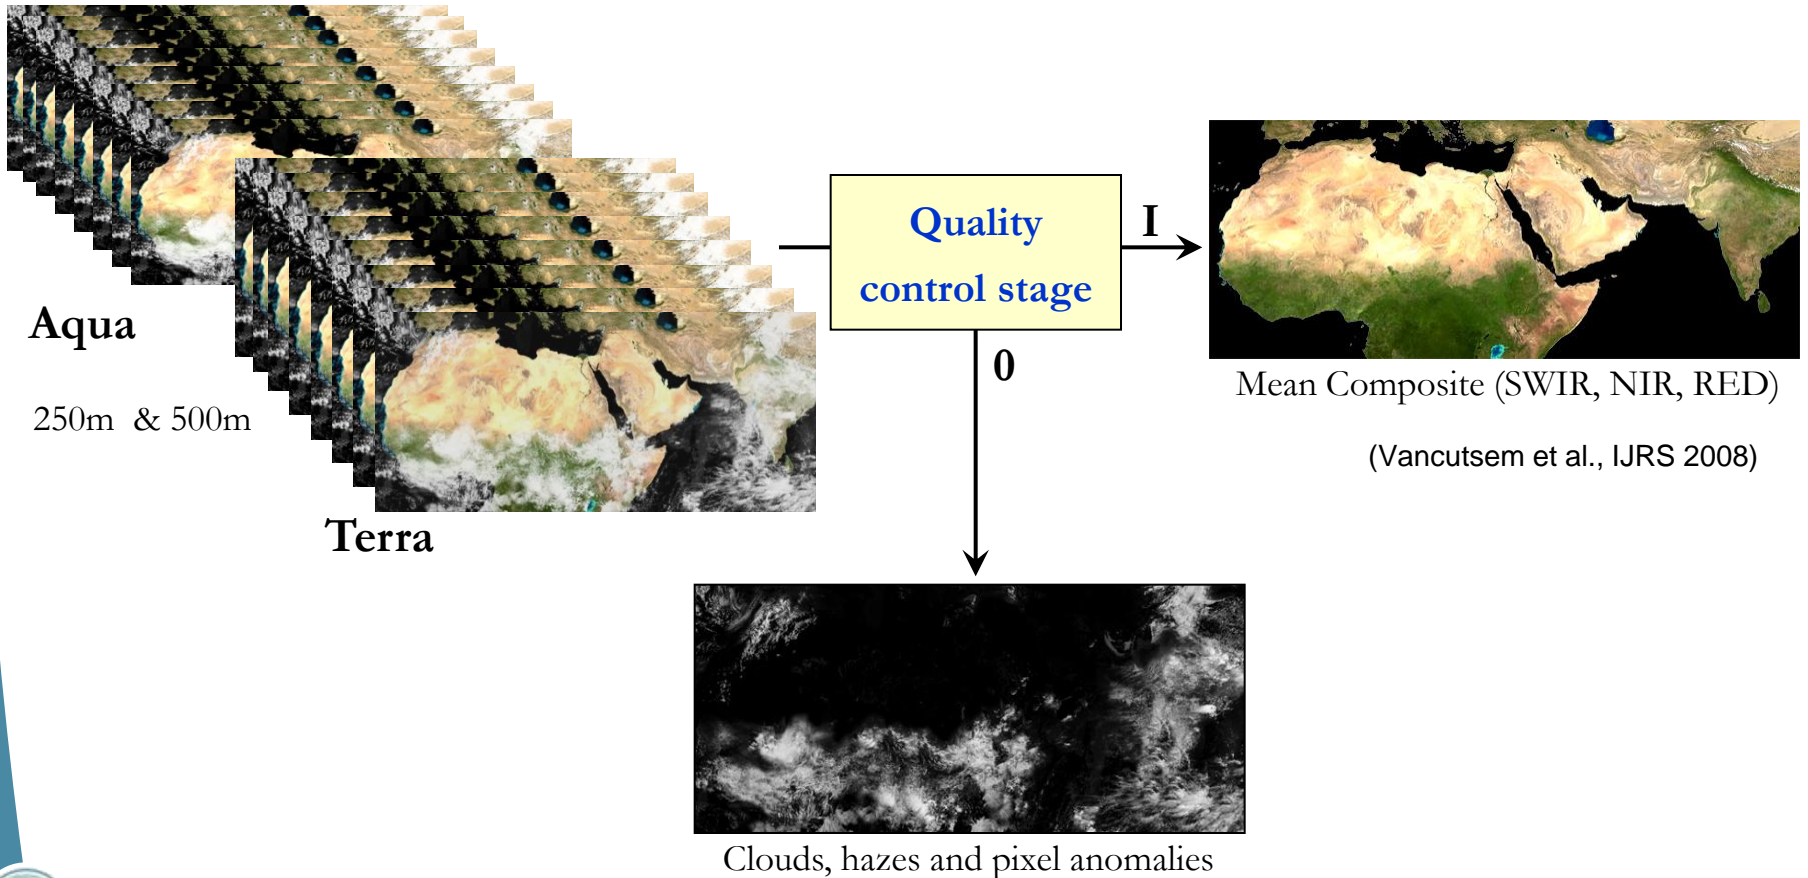 Aqua
250m & 500m
Terra
Quality
control stage
I
0
Mean Composite (SWIR, NIR, RED)
(Vancutsem et al., IJRS 2008)
Clouds, hazes and pixel anomalies